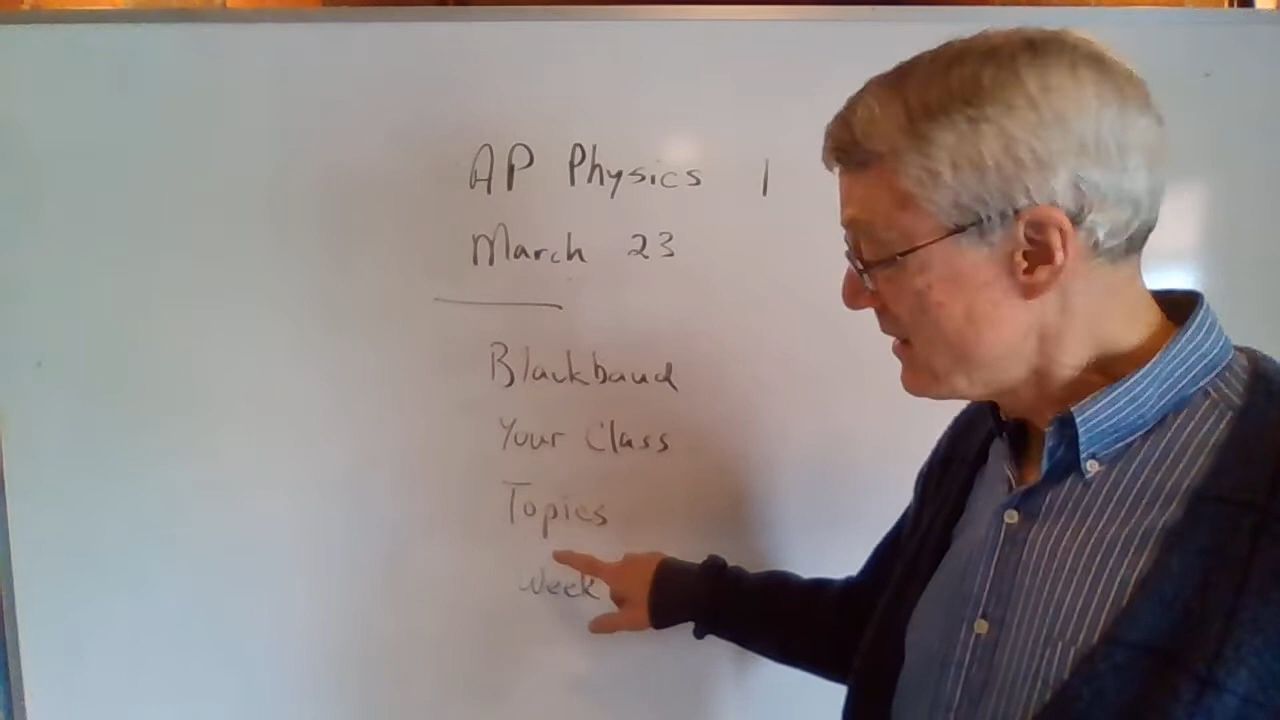 AP Physics 1
March 23
Blackbaud
Your Class
Topics
Week